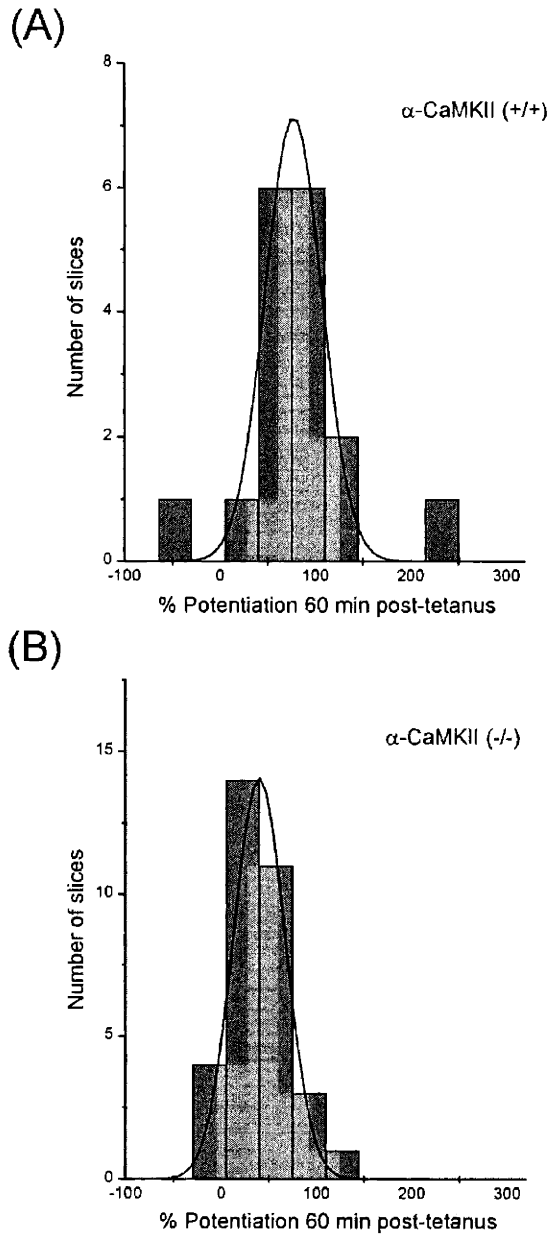 (A)
8
α-CaMKII (+/+)
6
Number of slices
4
2
0
-100 0 100 200 300
% Potentiation 60 min post-tetanus
(B)
α-CaMKII (-/-)
15
10
Number of slices
5
0
-100 0 100 200 300
% Potentiation 60 min post-tetanus